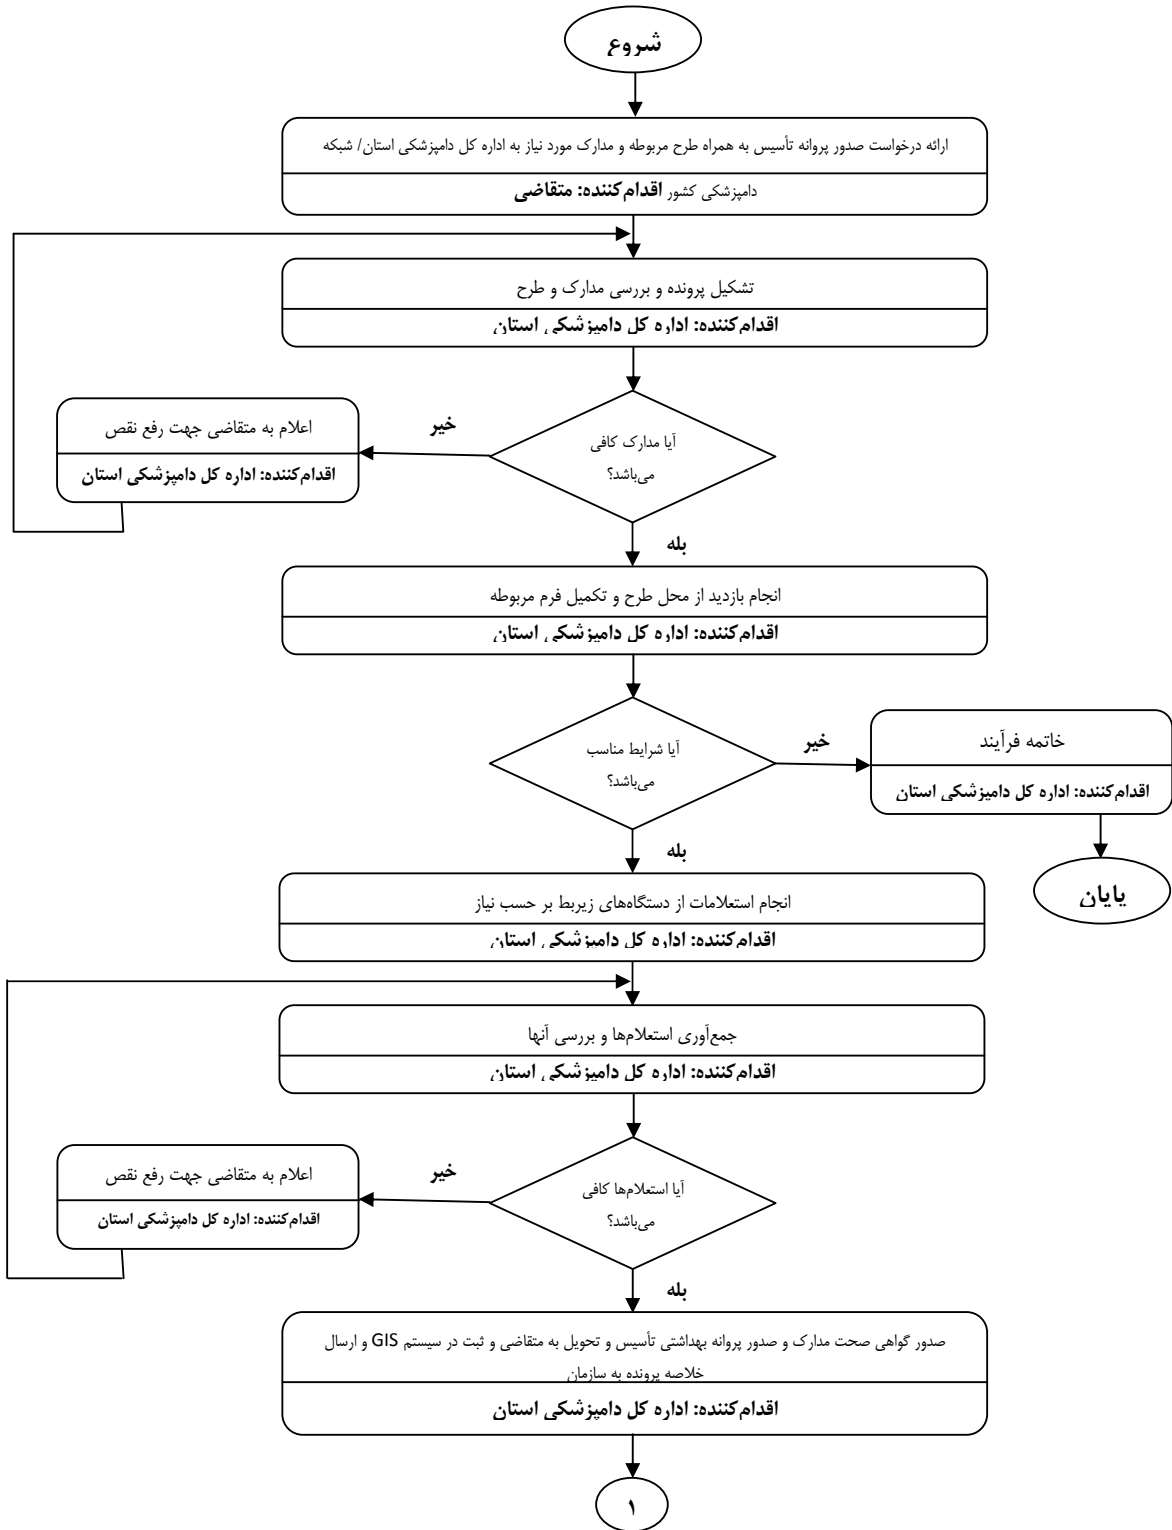 شروع
ارائه درخواست صدور پروانه تأسیس به همراه طرح مربوطه و مدارک مورد نیاز به اداره کل دامپزشکی استان/ شبکه
دامپزشکی کشور اقدام‌کننده: متقاضی
تشکیل پرونده و بررسی مدارک و طرح
اقدام‌کننده: اداره کل دامپزشکی استان
آیا مدارک کافی
می‌باشد؟
خیر
اعلام به متقاضی جهت رفع نقص
اقدام‌کننده: اداره کل دامپزشکی استان
بله
انجام بازدید از محل طرح و تکمیل فرم مربوطه
اقدام‌کننده: اداره کل دامپزشکی استان
آیا شرایط مناسب
می‌باشد؟
خیر
خاتمه فرآیند
اقدام‌کننده: اداره کل دامپزشکی استان
پایان
بله
انجام استعلامات از دستگاه‌های زیربط بر حسب نیاز
اقدام‌کننده: اداره کل دامپزشکی استان
جمع‌آوری استعلام‌ها و بررسی آنها
اقدام‌کننده: اداره کل دامپزشکی استان
آیا استعلام‌ها کافی
می‌باشد؟
خیر
اعلام به متقاضی جهت رفع نقص
اقدام‌کننده: اداره کل دامپزشکی استان
بله
صدور گواهی صحت مدارک و صدور پروانه بهداشتی تأسیس و تحویل به متقاضی و ثبت در سیستم GIS و ارسال
خلاصه پرونده به سازمان
اقدام‌کننده: اداره کل دامپزشکی استان
۱